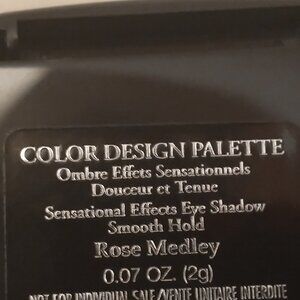 COLOR DESIGN PALETTE
Ombre Effets Sensationnels
Douceur et Tenue
Sensational Effects Eye Shadow
Smooth Hold
Rose Medley
0.07 OZ. (2g)
NOT FOR INDIVIDUAL SALE/VENTE UNITAIRE INTERDITE